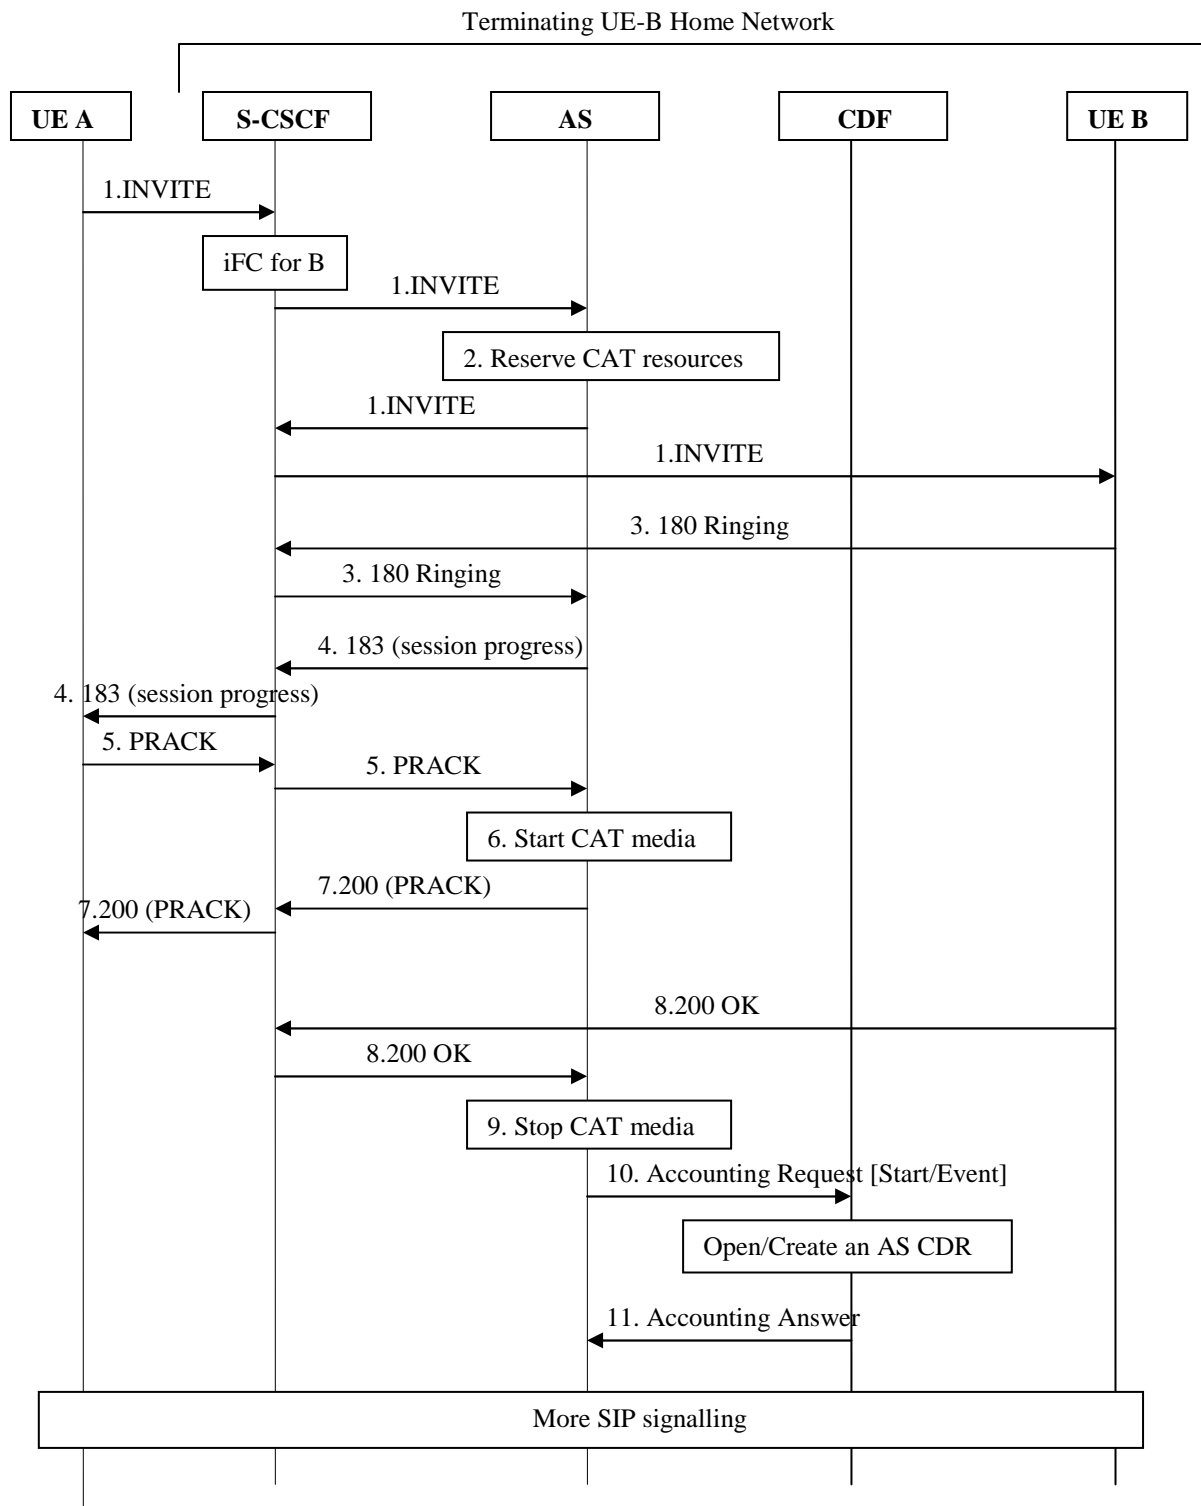 Terminating UE-B Home Network
UE A
S-CSCF
AS
CDF
UE B
1.INVITE
iFC for B
1.INVITE
2. Reserve CAT resources
1.INVITE
1.INVITE
3. 180 Ringing
3. 180 Ringing
4. 183 (session progress)
4. 183 (session progress)
5. PRACK
5. PRACK
6. Start CAT media
7.200 (PRACK)
7.200 (PRACK)
8.200 OK
8.200 OK
9. Stop CAT media
10. Accounting Request [Start/Event]
Open/Create an AS CDR
11. Accounting Answer
More SIP signalling